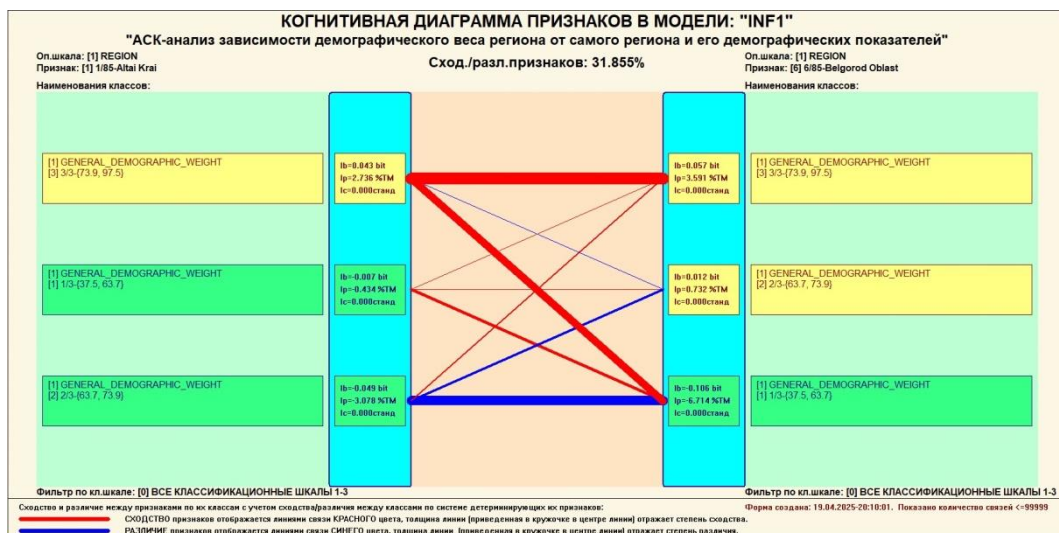 КОГНИТИВНАЯ ДИАГРАММА ПРИЗНАКОВ В МОДЕЛИ: "INF1"
"АСК-анализ зависимости демографического веса региона от самого региона и его демографических показателей"
Оп.шкала: [1] REGION
Признак: [1] 1/85-Altai Krai
Наименования классов:
Сход./разл.признаков: 31.855%
Оп.шкала: [1] REGION
Признак: [6] 6/85-Belgorod Oblast
Наименования классов:
[1] GENERAL_DEMOGRAPHIC_WEIGHT
[3] 3/3-{73.9, 97.5}
Ib=0.043 bit
Ip=2.736 %ТМ
Ic=0.000станд
Ib=0.057 bit
Ip=3.591 %ТМ
Ic=0.000станд
[1] GENERAL_DEMOGRAPHIC_WEIGHT
[3] 3/3-{73.9, 97.5}
[1] GENERAL_DEMOGRAPHIC_WEIGHT
[1] 1/3-{37.5, 63.7}
Ib=-0.007 bit
Ip=-0.434 %ТМ
Ic=0.000станд
Ib=0.012 bit
Ip=0.732 %ТМ
Ic=0.000станд
[1] GENERAL_DEMOGRAPHIC_WEIGHT
[2] 2/3-{63.7, 73.9}
[1] GENERAL_DEMOGRAPHIC_WEIGHT
[2] 2/3-{63.7, 73.9}
Ib=-0.049 bit
Ip=-3.078 %ТМ
Ic=0.000станд
Ib=-0.106 bit
Ip=-6.714 %ТМ
Ic=0.000станд
[1] GENERAL_DEMOGRAPHIC_WEIGHT
[1] 1/3-{37.5, 63.7}
Фильтр по кл.шкале: [0] ВСЕ КЛАССИФИКАЦИОННЫЕ ШКАЛЫ 1-3
Фильтр по кл.шкале: [0] ВСЕ КЛАССИФИКАЦИОННЫЕ ШКАЛЫ 1-3
Сходство и различие между признаками по их классам с учетом сходства/различия между классами по системе детерминирующих их признаков:
Форма создана: 19.04.2025-20:10:01. Показано количество связей <=99999
СХОДСТВО признаков отображается линиями связи КРАСНОГО цвета, толщина линии (приведенная в кружочке в центре линии) отражает степень сходства.
РАЗЛИЧИЕ признаков отображается линиями связи СИНЕГО цвета, толщина линии (приведенная в кружочке в центре линии) отражает степень различия.